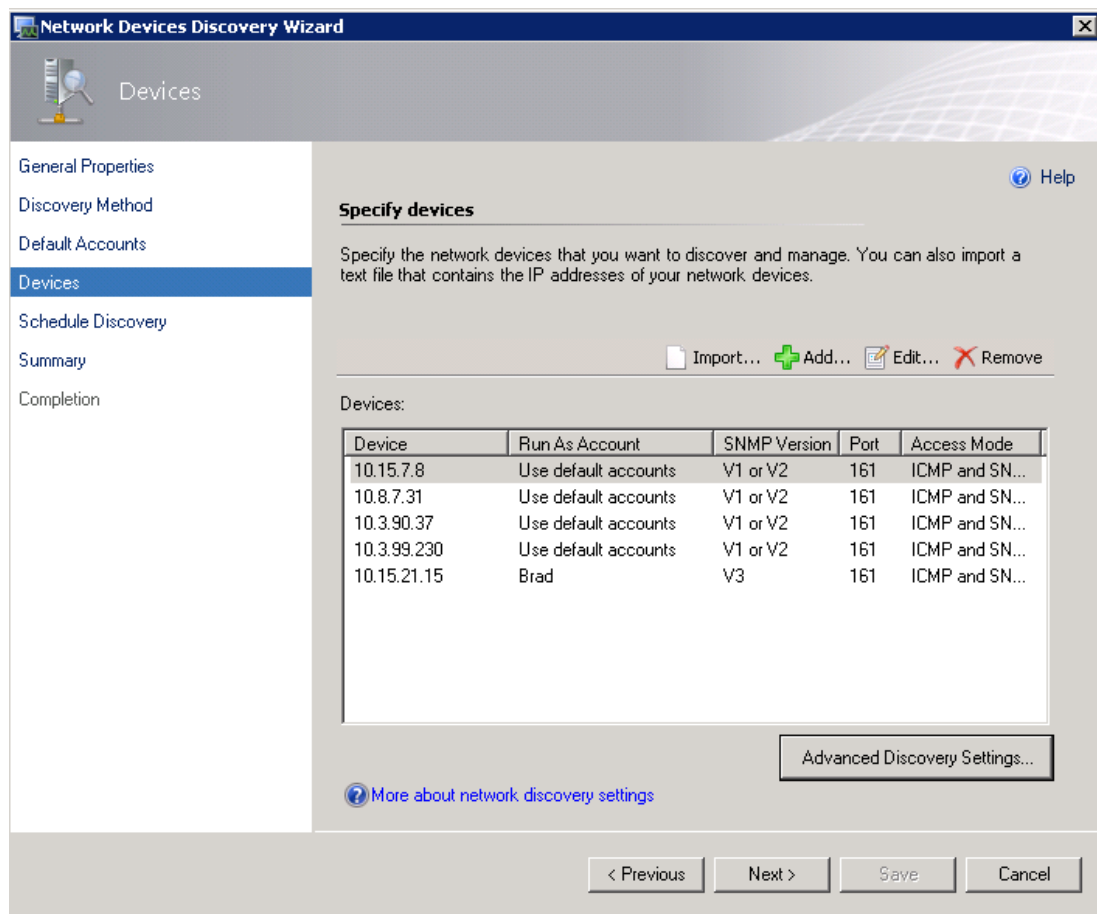 Network Devices Discovery Wizard
Devices
General Properties
Discovery Method
Default Accounts
Devices
Schedule Discovery
Summary
Completion
Help
Specify devices
Specify the network devices that you want to discover and manage. You can also import a
text file that contains the IP addresses of your network devices.
Import... Add... Edit... Remove
Devices:
Device Run As Account SNMP Version Port Access Mode
10.15.7.8 Use default accounts V1 or V2 161 ICMP and SN...
10.8.7.31 Use default accounts V1 or V2 161 ICMP and SN...
10.3.90.37 Use default accounts V1 or V2 161 ICMP and SN...
10.3.99.230 Use default accounts V1 or V2 161 ICMP and SN...
10.15.21.15 Brad V3 161 ICMP and SN...
Advanced Discovery Settings...
More about network discovery settings
< Previous Next > Save Cancel